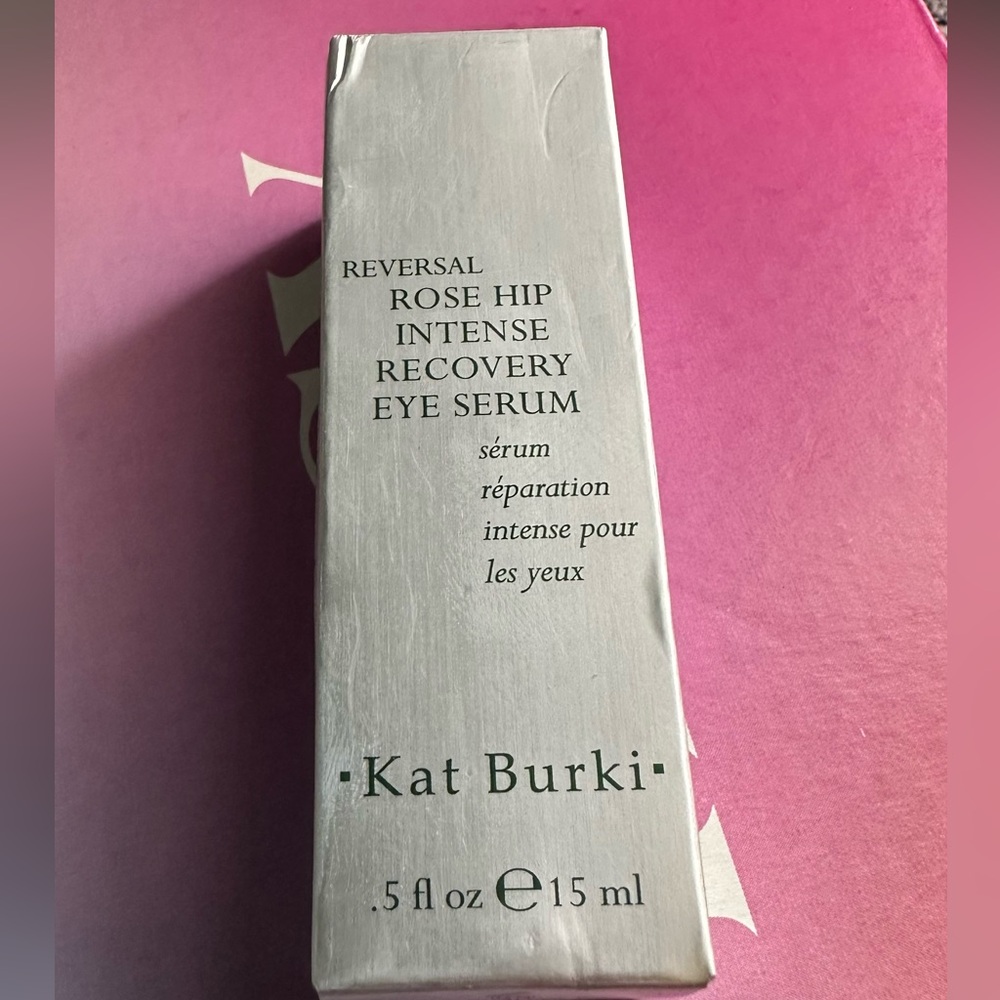 REVERSAL
ROSE HIP
INTENSE
RECOVERY
EYE SERUM
sérum
réparation
intense pour
les yeux
·Kat Burki·
.5 fl oz ℮ 15 ml